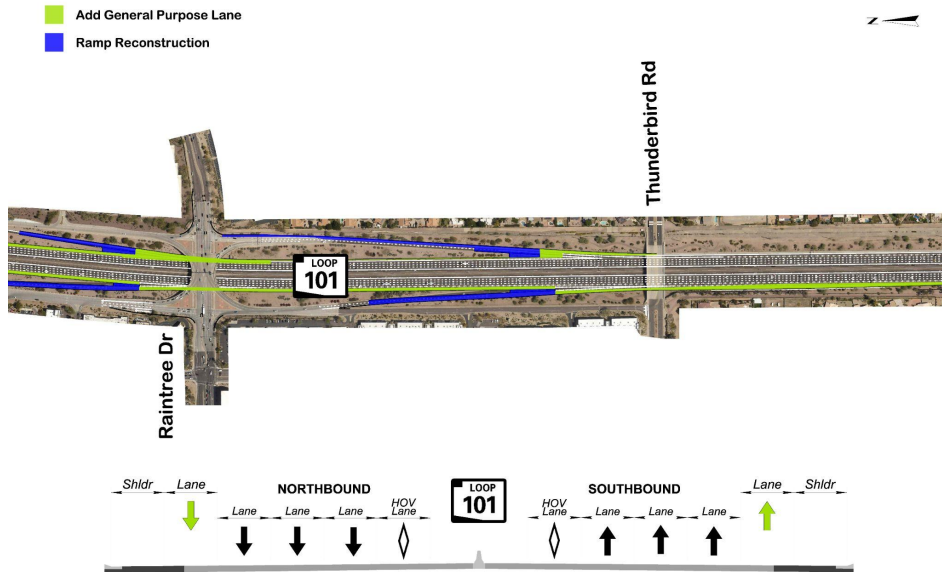 Add General Purpose Lane
Ramp Reconstruction
N
Thunderbird Rd
LOOP
101
Raintree Dr
Shldr Lane NORTHBOUND HOV
Lane Lane Lane Lane
LOOP
101
HOV SOUTHBOUND Lane Shldr
Lane Lane Lane Lane